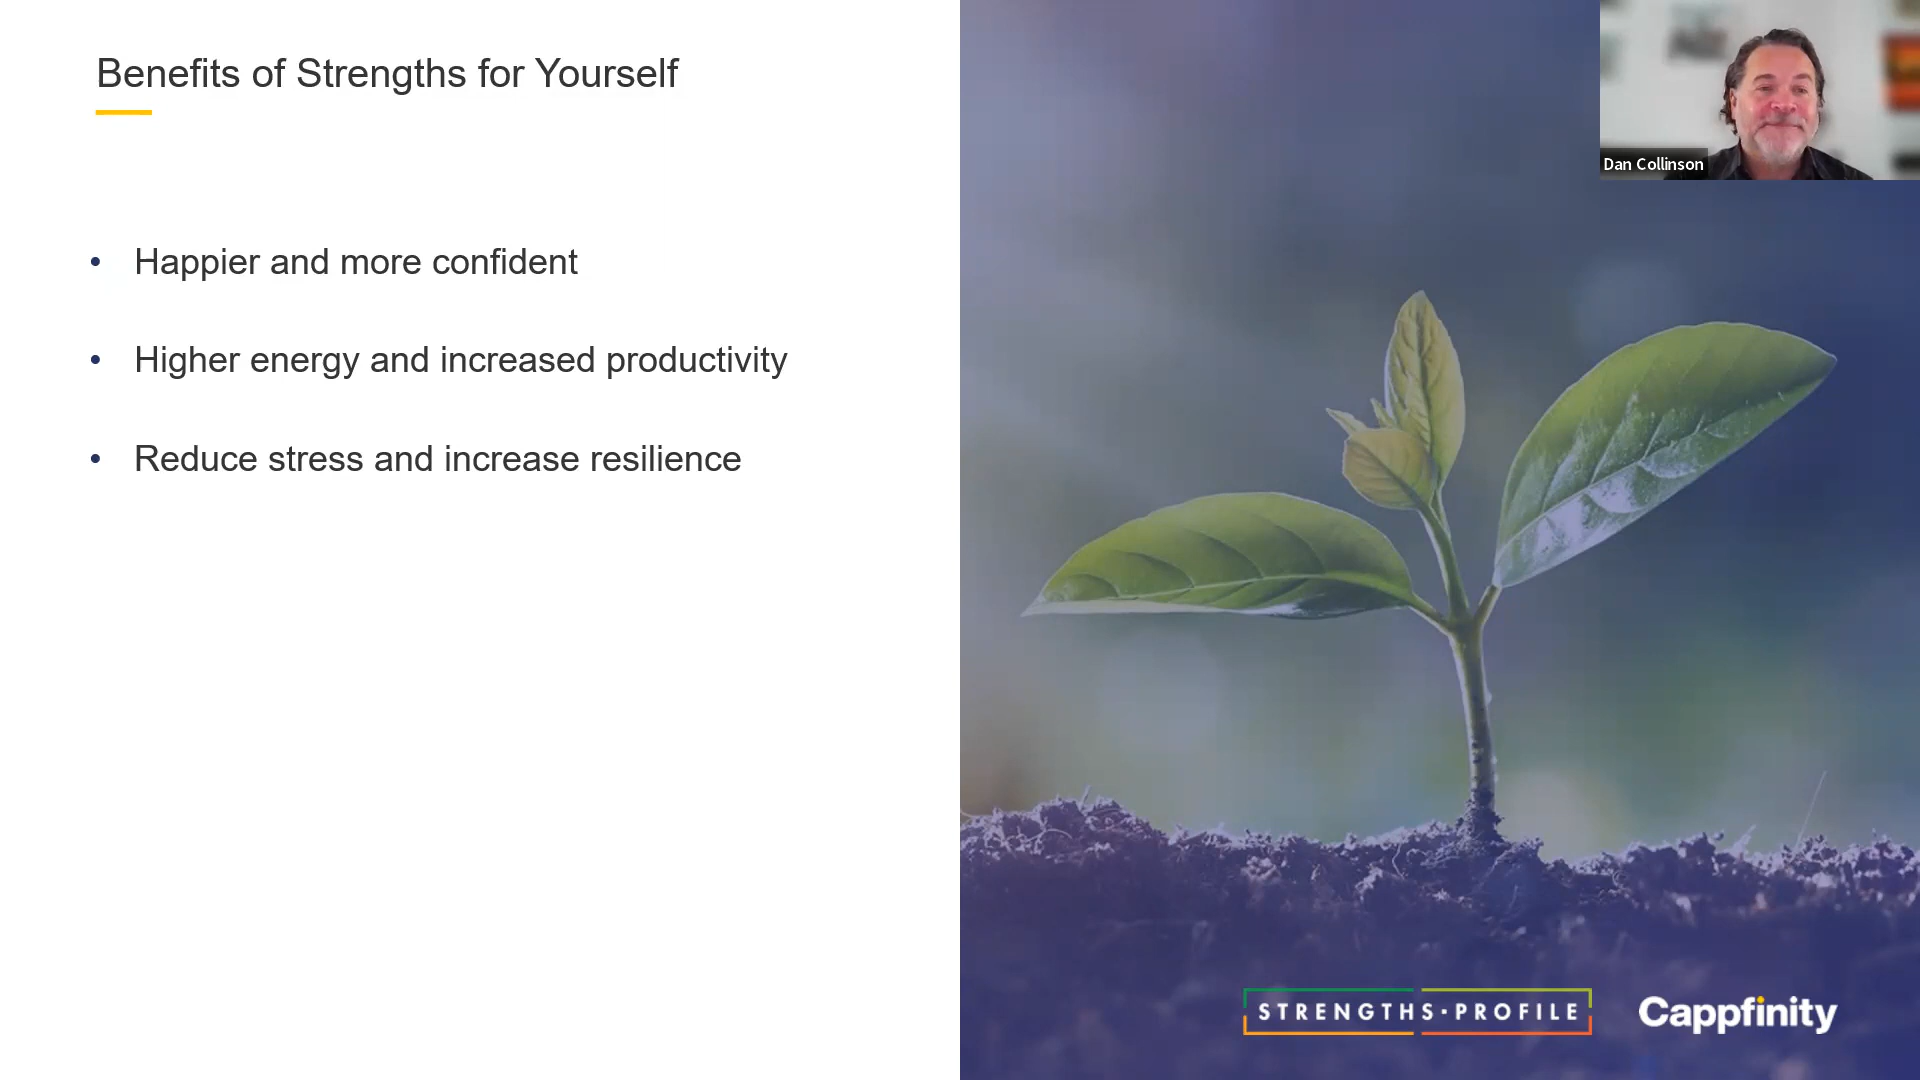 Benefits of Strengths for Yourself
• Happier and more confident
• Higher energy and increased productivity
• Reduce stress and increase resilience
Dan Collinson
STRENGTHS·PROFILE
Cappfinity